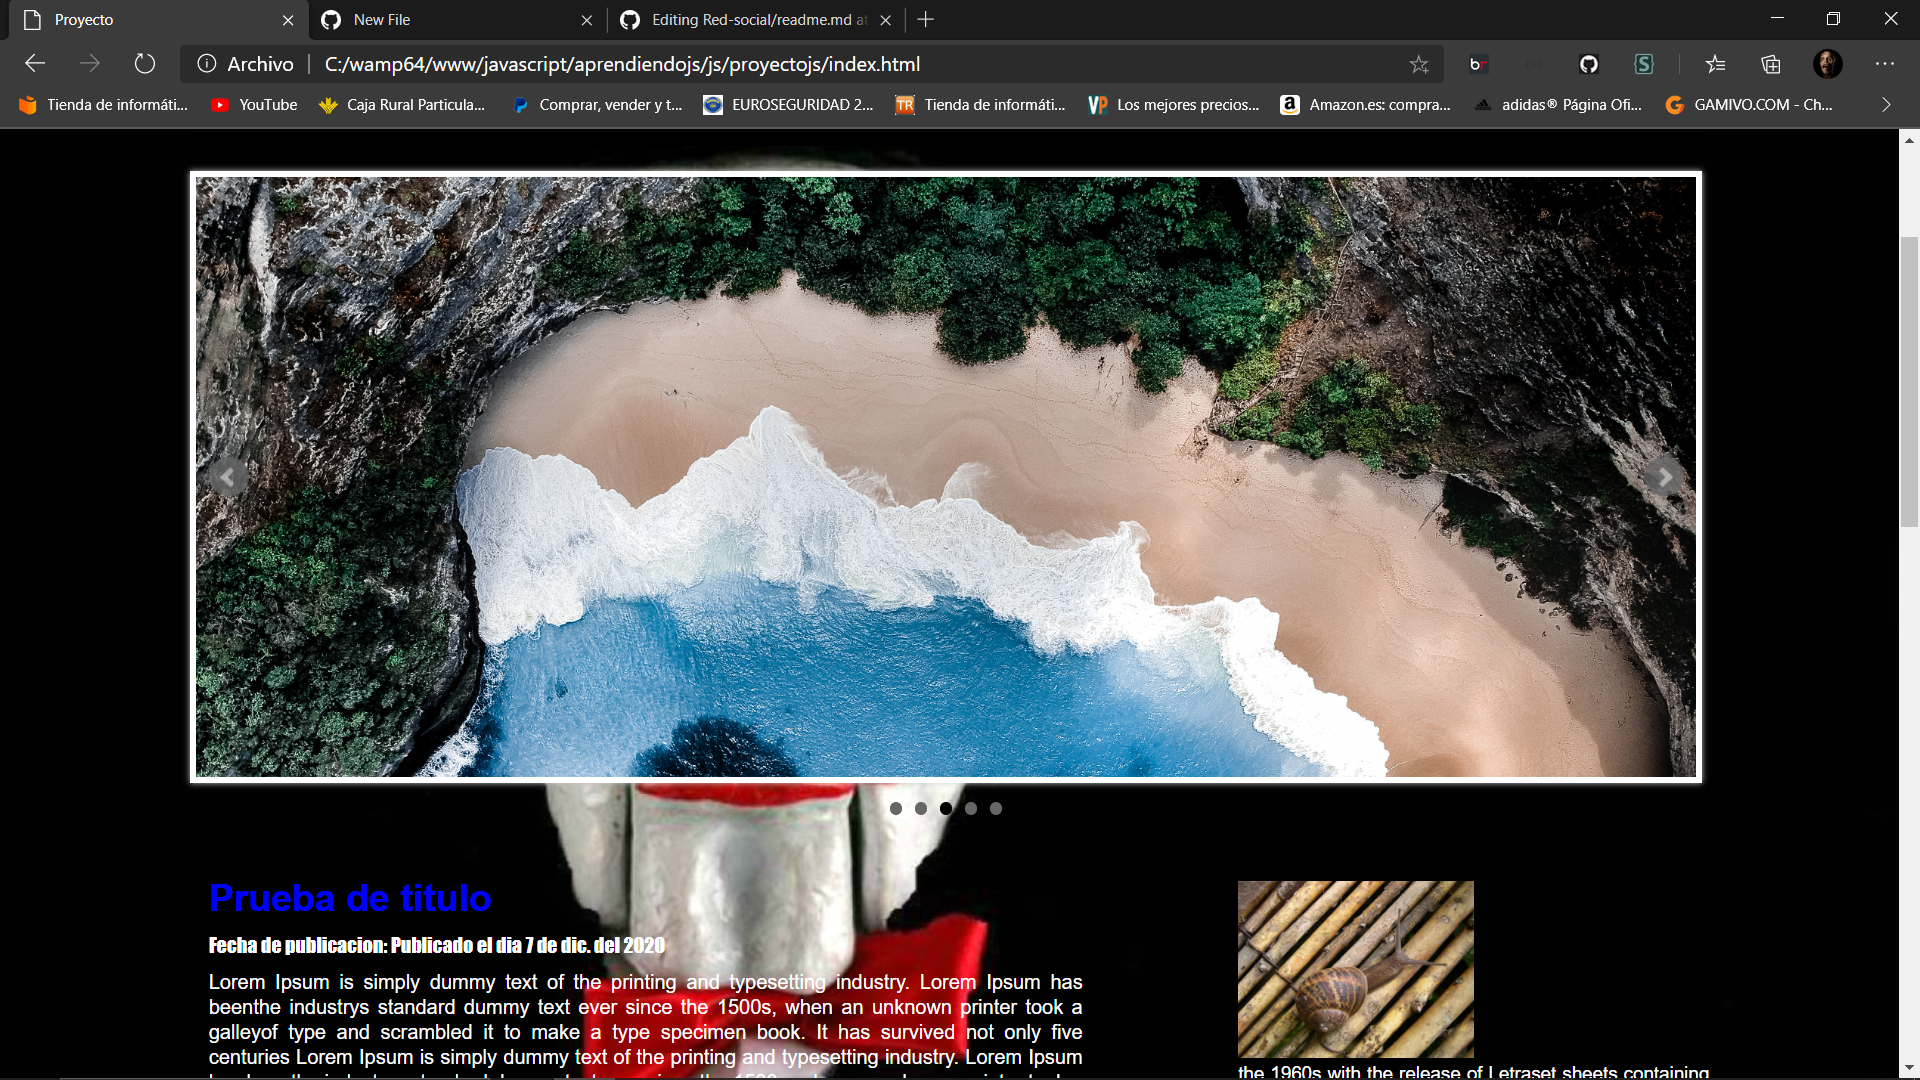 Proyecto
New File
Editing Red-social/readme.md at
Archivo
C:/wamp64/www/javascript/aprendiendojs/js/proyectojs/index.html
br
S
Tienda de informáti...
YouTube
Caja Rural Particula...
Comprar, vender y t...
EUROSEGURIDAD 2...
TR
Tienda de informáti...
VP
Los mejores precios...
a
Amazon.es: compra...
adidas® Página Ofi...
G
GAMIVO.COM - Ch...
Prueba de titulo
Fecha de publicacion: Publicado el dia 7 de dic. del 2020
Lorem Ipsum is simply dummy text of the printing and typesetting industry. Lorem Ipsum has
beenthe industrys standard dummy text ever since the 1500s, when an unknown printer took a
galleyof type and scrambled it to make a type specimen book. It has survived not only five
centuries Lorem Ipsum is simply dummy text of the printing and typesetting industry. Lorem Ipsum
the 1960s with the release of Letraset sheets containing